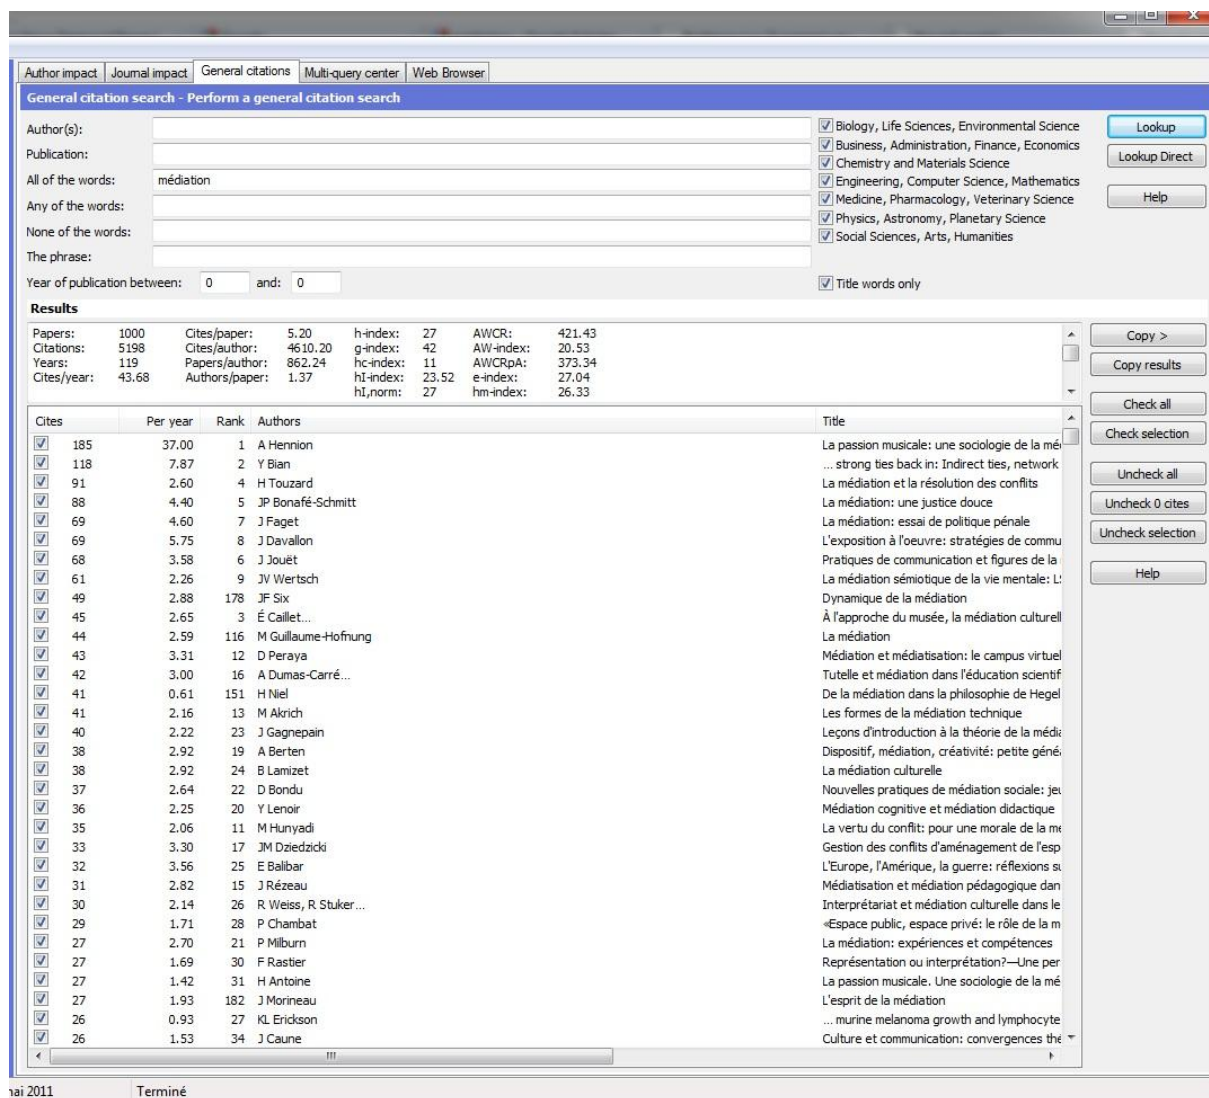 Author impact Journal impact General citations Multi-query center Web Browser
General citation search - Perform a general citation search
Author(s):
Publication:
All of the words: médiation
Any of the words:
None of the words:
The phrase:
Year of publication between: 0 and: 0
Biology, Life Sciences, Environmental Science
Business, Administration, Finance, Economics
Chemistry and Materials Science
Engineering, Computer Science, Mathematics
Medicine, Pharmacology, Veterinary Science
Physics, Astronomy, Planetary Science
Social Sciences, Arts, Humanities
Title words only
Lookup
Lookup Direct
Help
Results
Papers: 1000 Cites/paper: 5.20 h-index: 27 AWCR: 421.43
Citations: 5198 Cites/author: 4610.20 g-index: 42 AW-index: 20.53
Years: 119 Papers/author: 862.24 hc-index: 11 AWCRpA: 373.34
Cites/year: 43.68 Authors/paper: 1.37 hI-index: 23.52 e-index: 27.04
hI,norm: 27 hm-index: 26.33
Copy >
Copy results
Check all
Check selection
Uncheck all
Uncheck 0 cites
Uncheck selection
Help
Cites Per year Rank Authors Title
185 37.00 1 A Hennion La passion musicale: une sociologie de la mé
118 7.87 2 Y Bian ... strong ties back in: Indirect ties, network
91 2.60 4 H Touzard La médiation et la résolution des conflits
88 4.40 5 JP Bonafé-Schmitt La médiation: une justice douce
69 4.60 7 J Faget La médiation: essai de politique pénale
69 5.75 8 J Davallon L'exposition à l'oeuvre: stratégies de commu
68 3.58 6 J Jouët Pratiques de communication et figures de la
61 2.26 9 JV Wertsch La médiation sémiotique de la vie mentale: L
49 2.88 178 JF Six Dynamique de la médiation
45 2.65 3 É Caillet... À l'approche du musée, la médiation culturel
44 2.59 116 M Guillaume-Hofnung La médiation
43 3.31 12 D Peraya Médiation et médiatisation: le campus virtuel
42 3.00 16 A Dumas-Carré... Tutelle et médiation dans l'éducation scientif
41 0.61 151 H Niel De la médiation dans la philosophie de Hegel
41 2.16 13 M Akrich Les formes de la médiation technique
40 2.22 23 J Gagnepain Leçons d'introduction à la théorie de la média
38 2.92 19 A Berten Dispositif, médiation, créativité: petite géné
38 2.92 24 B Lamizet La médiation culturelle
37 2.64 22 D Bondu Nouvelles pratiques de médiation sociale: jeu
36 2.25 20 Y Lenoir Médiation cognitive et médiation didactique
35 2.06 11 M Hunyadi La vertu du conflit: pour une morale de la mé
33 3.30 17 JM Dziedzicki Gestion des conflits d'aménagement de l'esp
32 3.56 25 E Balibar L'Europe, l'Amérique, la guerre: réflexions su
31 2.82 15 J Rézeau Médiatisation et médiation pédagogique dan
30 2.14 26 R Weiss, R Stuker... Interprétariat et médiation culturelle dans le
29 1.71 28 P Chambat «Espace public, espace privé: le rôle de la m
27 2.70 21 P Milburn La médiation: expériences et compétences
27 1.69 30 F Rastier Représentation ou interprétation?—Une per
27 1.42 31 H Antoine La passion musicale. Une sociologie de la mé
27 1.93 182 J Morineau L'esprit de la médiation
26 0.93 27 KL Erickson ... murine melanoma growth and lymphocyte
26 1.53 34 J Caune Culture et communication: convergences thé
mai 2011 Terminé